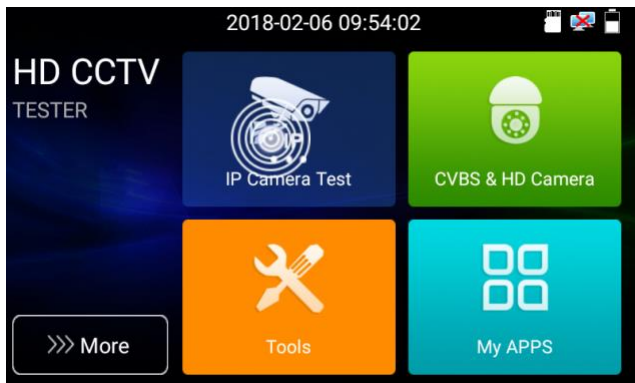 2018-02-06 09:54:02
HD CCTV
TESTER
IP
IP Camera Test
CVBS & HD Camera
>>> More
Tools
My APPS